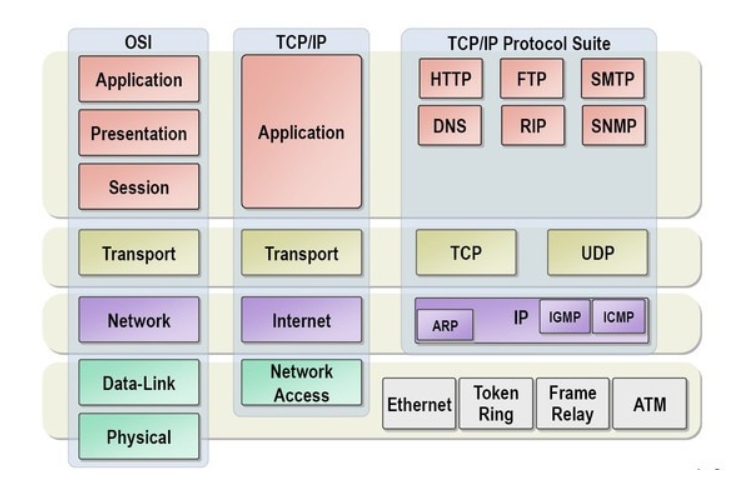 OSI
TCP/IP
TCP/IP Protocol Suite
Application
Presentation
Session
Application
HTTP
FTP
SMTP
DNS
RIP
SNMP
Transport
Transport
TCP
UDP
Network
Internet
ARP
IP
IGMP
ICMP
Data-Link
Physical
Network
Access
Ethernet
Token
Ring
Frame
Relay
ATM